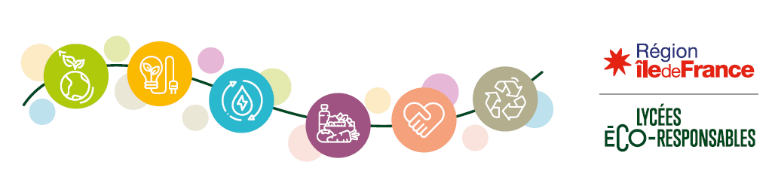 Région
îledeFrance
LYCÉES
ÉCO-RESPONSABLES